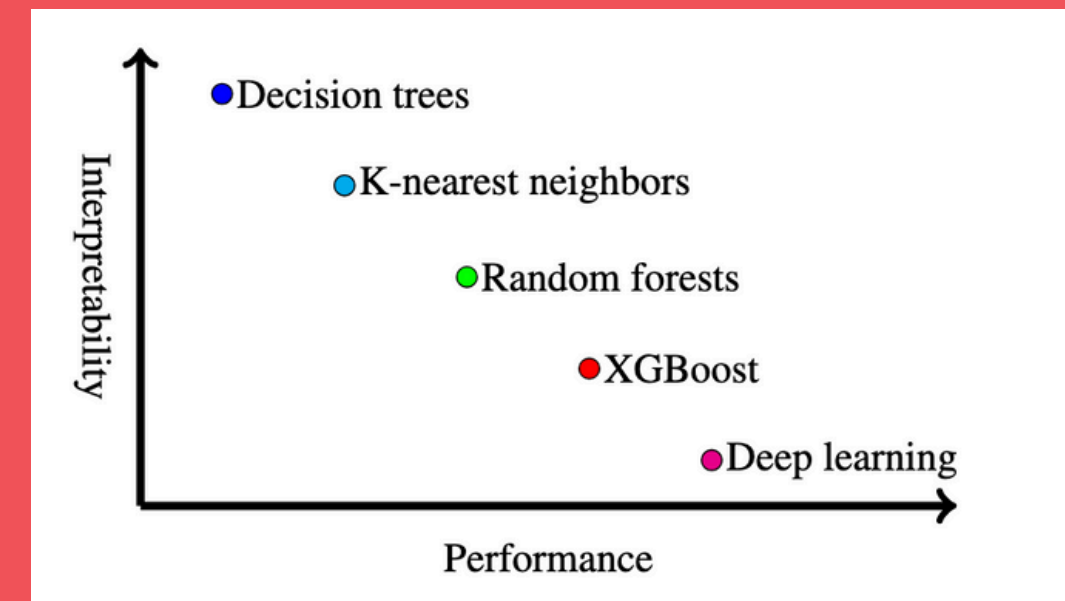 Interpretability
Decision trees
K-nearest neighbors
Random forests
XGBoost
Deep learning
Performance